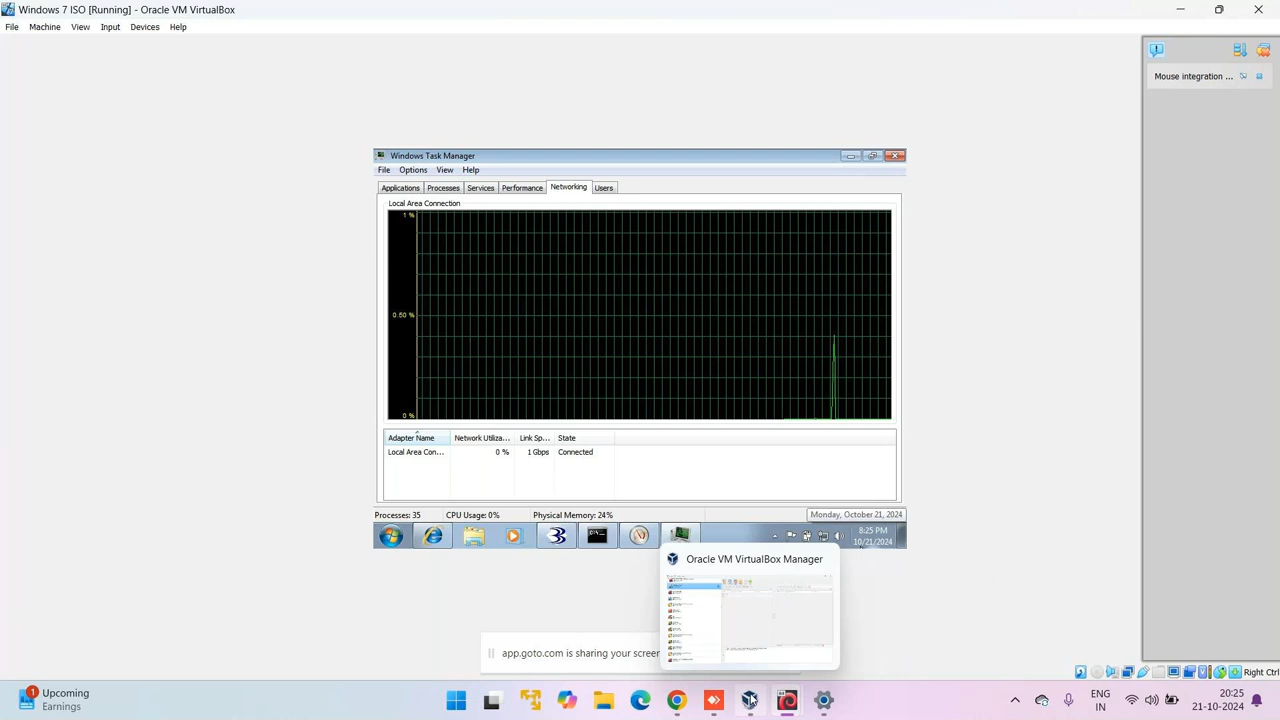 Windows 7 ISO [Running] - Oracle VM VirtualBox
File Machine View Input Devices Help
Mouse integration ...
Windows Task Manager
File Options View Help
Applications Processes Services Performance Networking Users
Local Area Connection
1 %
0.50 %
0 %
Adapter Name Network Utiliza... Link Sp... State
Local Area Con... 0 % 1 Gbps Connected
Processes: 35 CPU Usage: 0% Physical Memory: 24%
Monday, October 21, 2024
8:25 PM
10/21/2024
Oracle VM VirtualBox Manager
app.goto.com is sharing your screen
Right Ctrl
1
Upcoming
Earnings
ENG
IN
20:25
21-10-2024